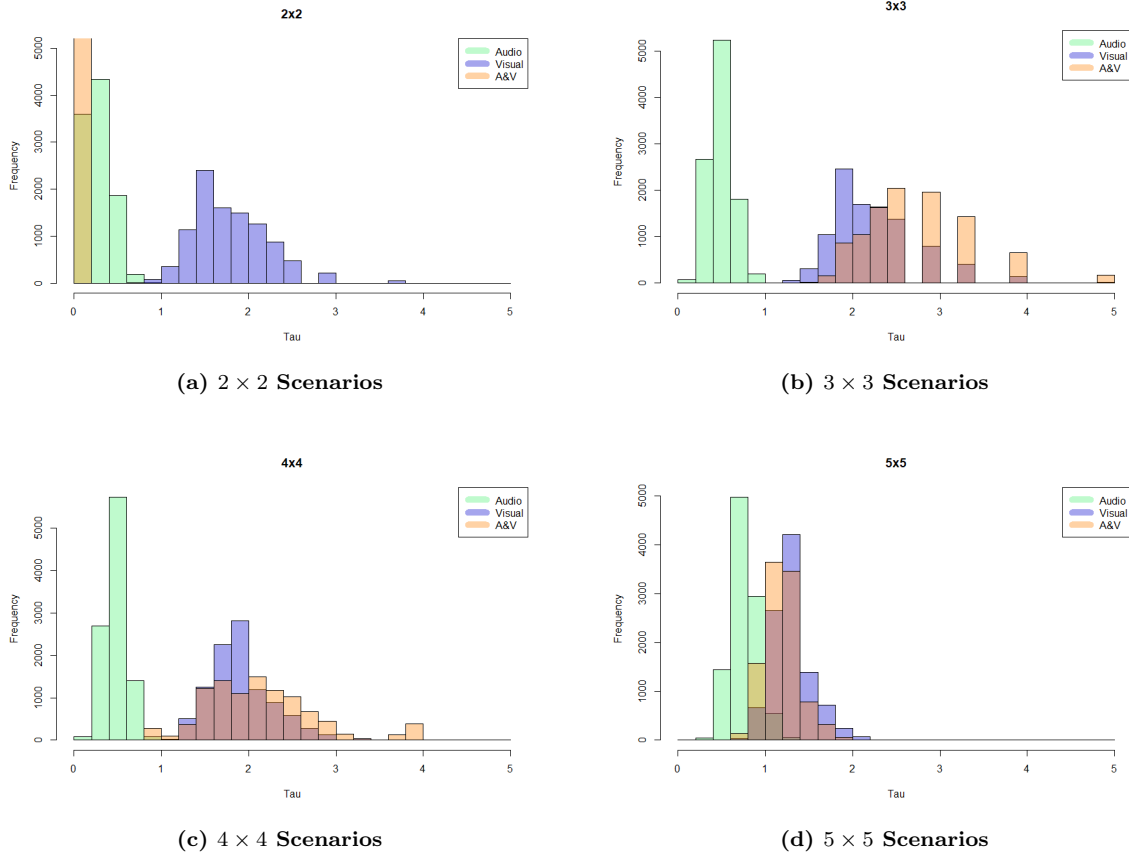 2x2
5000
4000
3000
2000
1000
0
Frequency
Audio
Visual
A&V
0 1 2 3 4 5
Tau
(a) 2 × 2 Scenarios
3x3
5000
4000
3000
2000
1000
0
Frequency
Audio
Visual
A&V
0 1 2 3 4 5
Tau
(b) 3 × 3 Scenarios
4x4
5000
4000
3000
2000
1000
0
Frequency
Audio
Visual
A&V
0 1 2 3 4 5
Tau
(c) 4 × 4 Scenarios
5x5
5000
4000
3000
2000
1000
0
Frequency
Audio
Visual
A&V
0 1 2 3 4 5
Tau
(d) 5 × 5 Scenarios